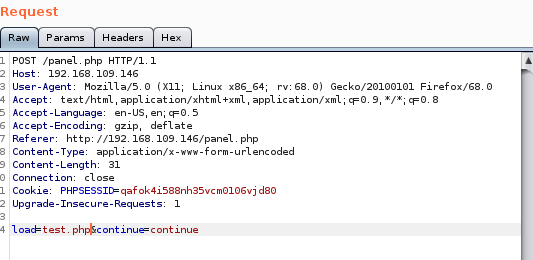 Request
Raw Params Headers Hex
1 POST /panel.php HTTP/1.1
2 Host: 192.168.109.146
3 User-Agent: Mozilla/5.0 (X11; Linux x86_64; rv:68.0) Gecko/20100101 Firefox/68.0
4 Accept: text/html,application/xhtml+xml,application/xml;q=0.9,*/*;q=0.8
5 Accept-Language: en-US,en;q=0.5
6 Accept-Encoding: gzip, deflate
7 Referer: http://192.168.109.146/panel.php
8 Content-Type: application/x-www-form-urlencoded
9 Content-Length: 31
0 Connection: close
1 Cookie: PHPSESSID=qafok4i588nh35vcm0106vjd80
2 Upgrade-Insecure-Requests: 1
3
4 load=test.php&continue=continue